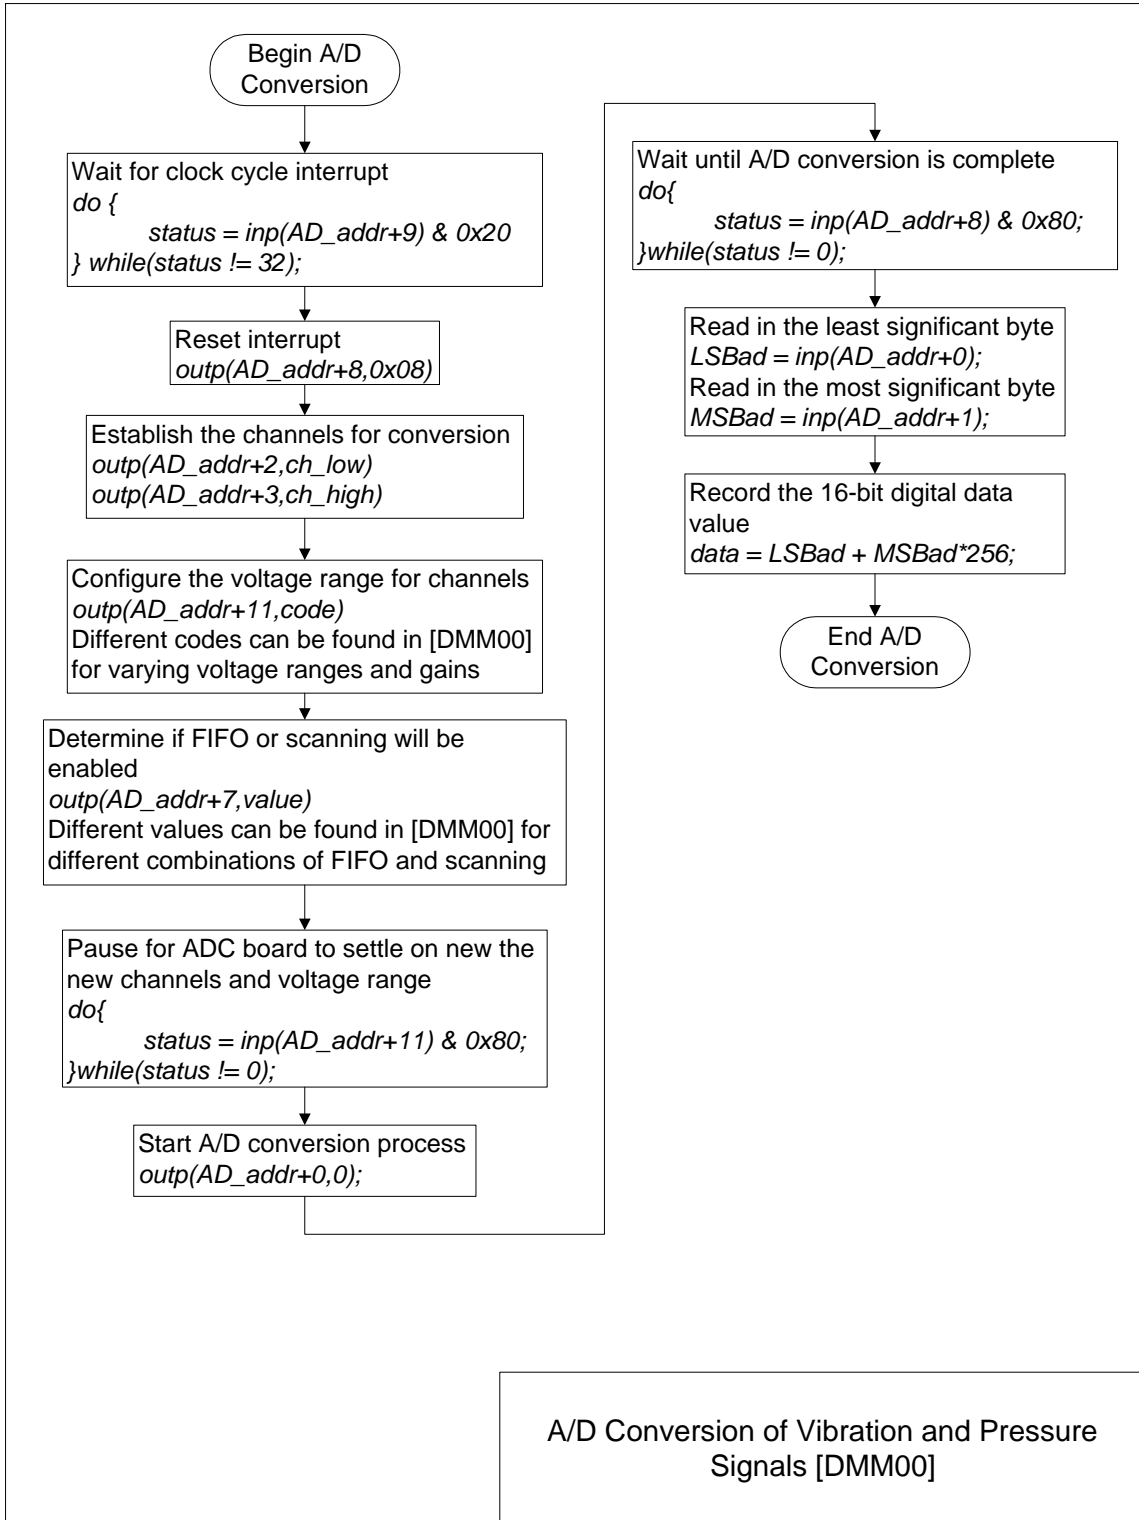 Begin A/D
Conversion
Wait for clock cycle interrupt
do {
status = inp(AD_addr+9) & 0x20
} while(status != 32);
Reset interrupt
outp(AD_addr+8,0x08)
Establish the channels for conversion
outp(AD_addr+2,ch_low)
outp(AD_addr+3,ch_high)
Configure the voltage range for channels
outp(AD_addr+11,code)
Different codes can be found in [DMM00]
for varying voltage ranges and gains
Determine if FIFO or scanning will be
enabled
outp(AD_addr+7,value)
Different values can be found in [DMM00] for
different combinations of FIFO and scanning
Pause for ADC board to settle on new the
new channels and voltage range
do{
status = inp(AD_addr+11) & 0x80;
}while(status != 0);
Start A/D conversion process
outp(AD_addr+0,0);
Wait until A/D conversion is complete
do{
status = inp(AD_addr+8) & 0x80;
}while(status != 0);
Read in the least significant byte
LSBad = inp(AD_addr+0);
Read in the most significant byte
MSBad = inp(AD_addr+1);
Record the 16-bit digital data
value
data = LSBad + MSBad*256;
End A/D
Conversion
A/D Conversion of Vibration and Pressure
Signals [DMM00]